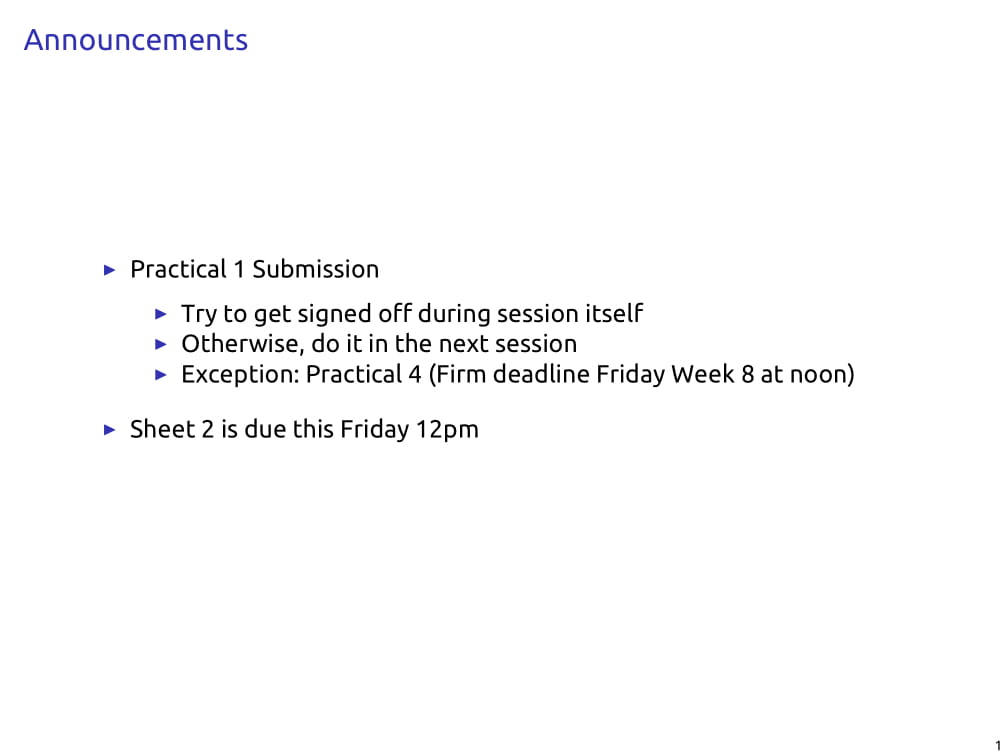 Announcements
▶ Practical 1 Submission
▶ Try to get signed off during session itself
▶ Otherwise, do it in the next session
▶ Exception: Practical 4 (Firm deadline Friday Week 8 at noon)
▶ Sheet 2 is due this Friday 12pm
1